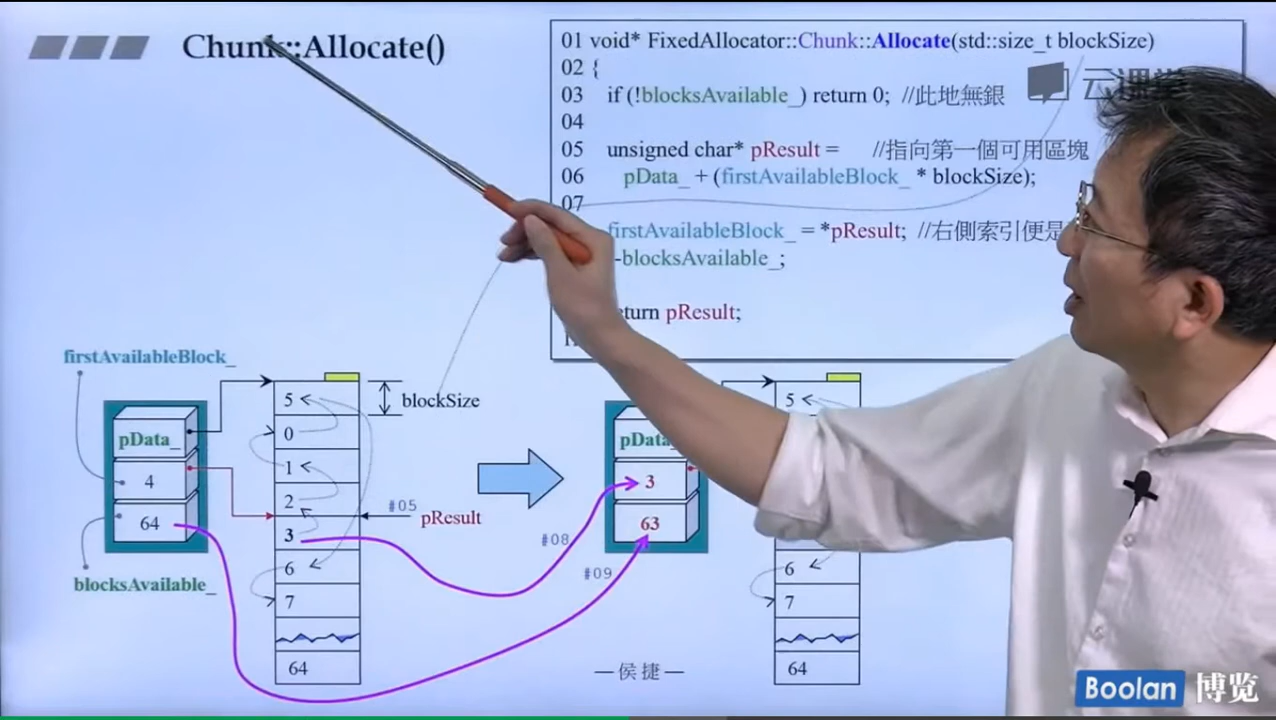 Chunk::Allocate()
01 void* FixedAllocator::Chunk::Allocate(std::size_t blockSize)
02 {
03 if (!blocksAvailable_) return 0; //此地無銀
04
05 unsigned char* pResult = //指向第一個可用區塊
06 pData_ + (firstAvailableBlock_ * blockSize);
07
firstAvailableBlock_ = *pResult; //右側索引便是
-blocksAvailable_;
eturn pResult;
云课堂
firstAvailableBlock_
pData_
4
64
blocksAvailable_
5
0
1
2
3
6
7
64
blockSize
#05
pResult
#08
#09
pData_
3
63
5
6
7
64
—侯捷—
Boolan 博览